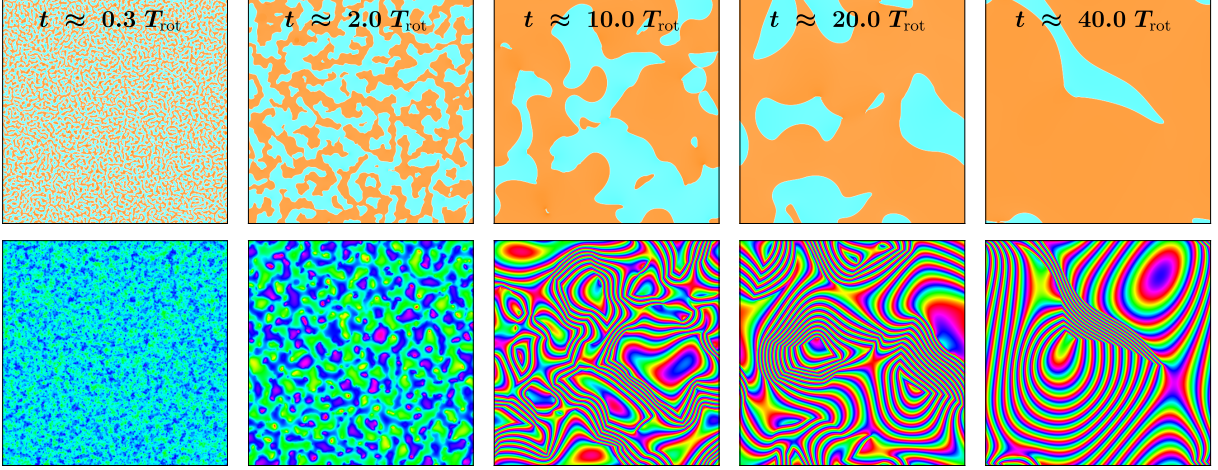 t ≈ 0.3 T_rot
t ≈ 2.0 T_rot
t ≈ 10.0 T_rot
t ≈ 20.0 T_rot
t ≈ 40.0 T_rot